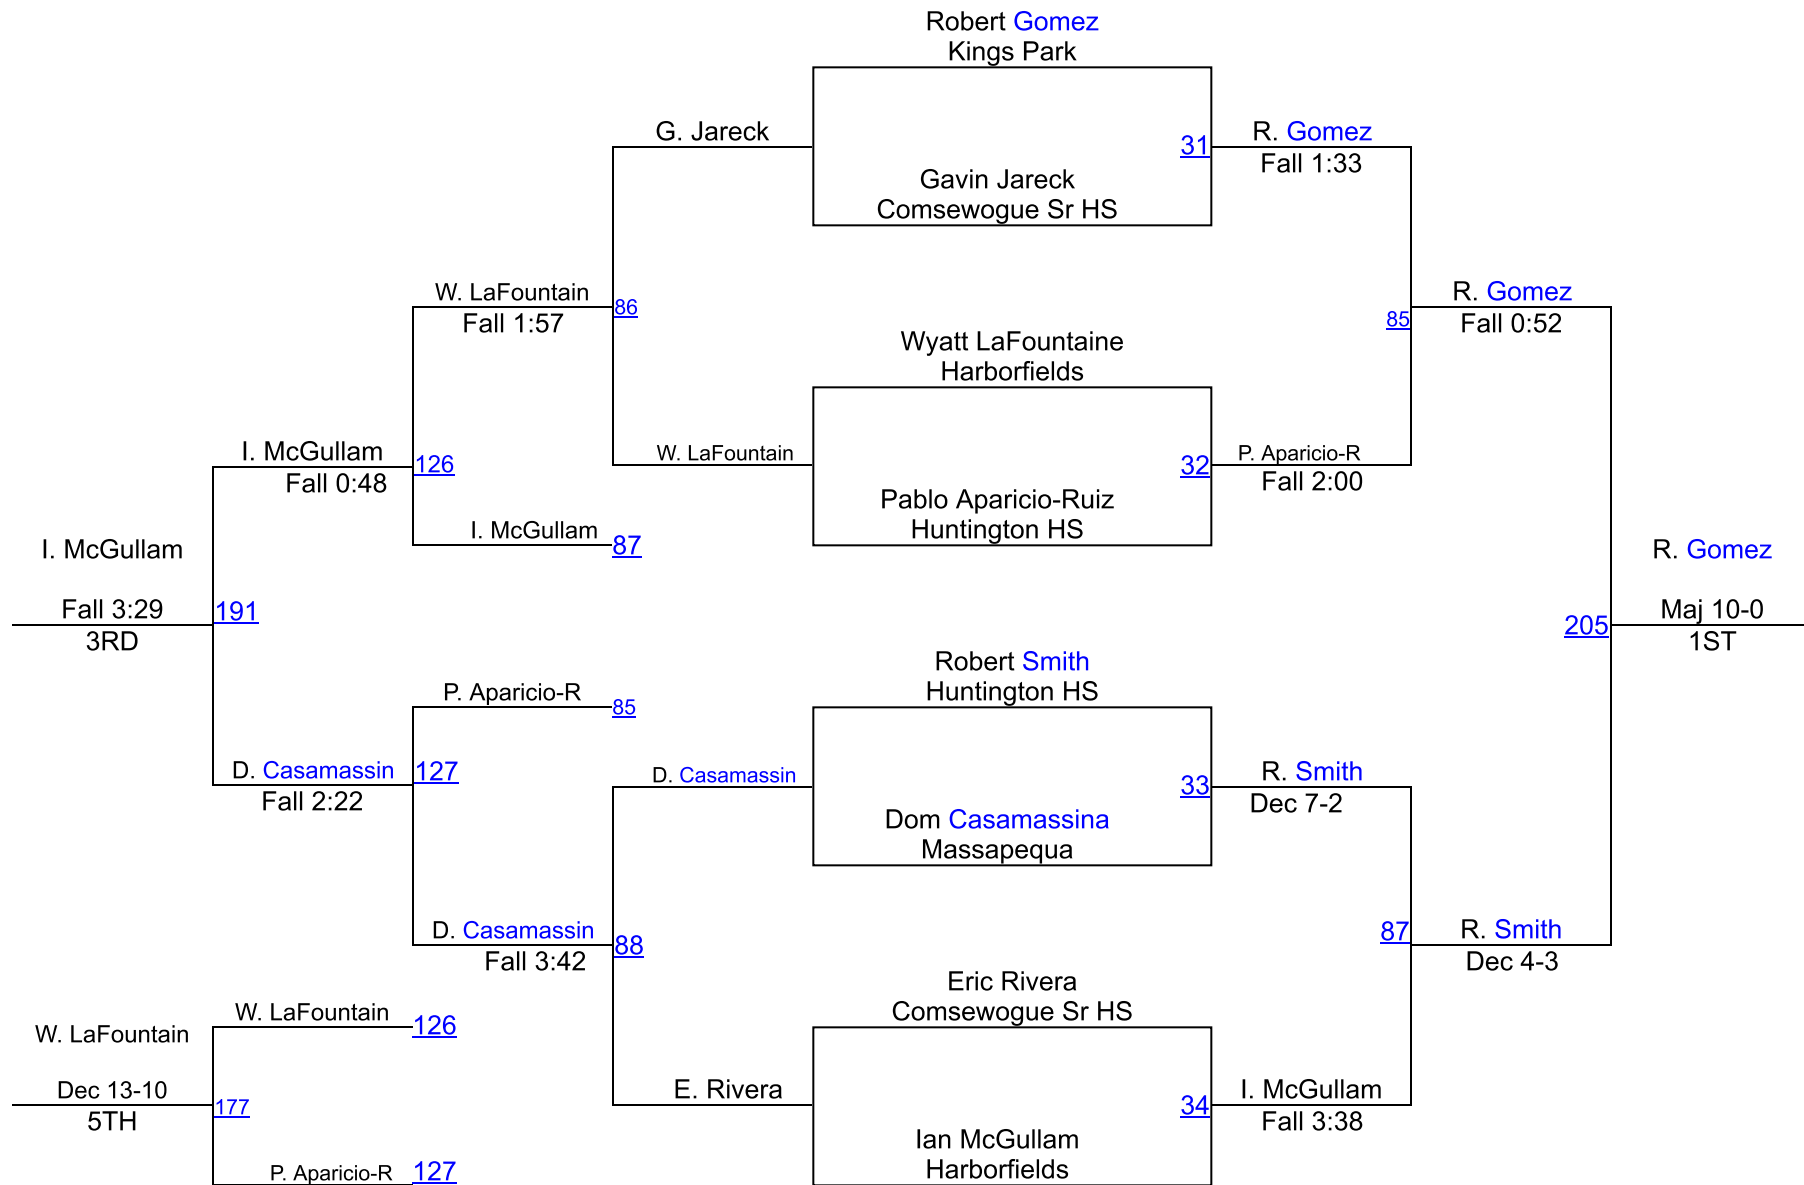 Robert Gomez
Kings Park
G. Jareck
31
R. Gomez
Fall 1:33
Gavin Jareck
Comsewogue Sr HS
W. LaFountain
Fall 1:57
86
R. Gomez
Fall 0:52
85
Wyatt LaFountaine
Harborfields
I. McGullam
Fall 0:48
126
W. LaFountain
32
P. Aparicio-R
Fall 2:00
Pablo Aparicio-Ruiz
Huntington HS
I. McGullam
87
I. McGullam
Fall 3:29
3RD
191
R. Gomez
Maj 10-0
1ST
205
Robert Smith
Huntington HS
P. Aparicio-R
85
D. Casamassin
Fall 2:22
127
D. Casamassin
33
R. Smith
Dec 7-2
Dom Casamassina
Massapequa
D. Casamassin
Fall 3:42
88
87
R. Smith
Dec 4-3
Eric Rivera
Comsewogue Sr HS
W. LaFountain
126
W. LaFountain
Dec 13-10
5TH
177
E. Rivera
34
I. McGullam
Fall 3:38
Ian McGullam
Harborfields
P. Aparicio-R
127